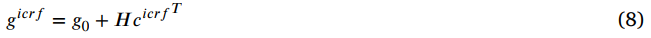 g^{icrf} = g_0 + Hc^{icrf^T} (8)